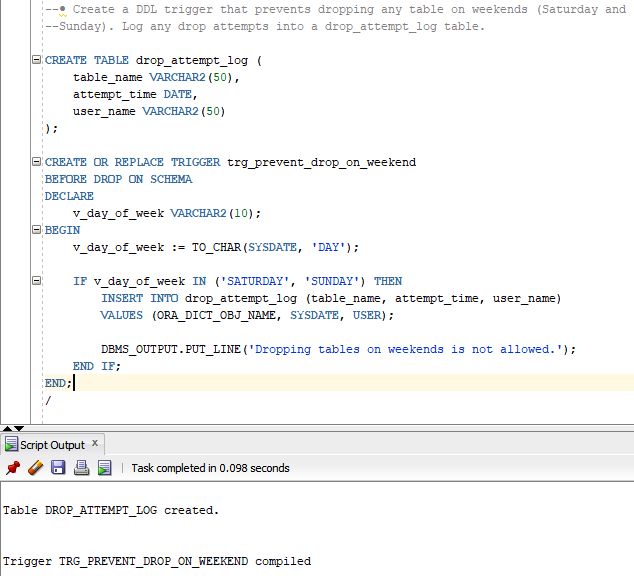 --● Create a DDL trigger that prevents dropping any table on weekends (Saturday and
--Sunday). Log any drop attempts into a drop_attempt_log table.
CREATE TABLE drop_attempt_log (
    table_name VARCHAR2(50),
    attempt_time DATE,
    user_name VARCHAR2(50)
);
CREATE OR REPLACE TRIGGER trg_prevent_drop_on_weekend
BEFORE DROP ON SCHEMA
DECLARE
    v_day_of_week VARCHAR2(10);
BEGIN
    v_day_of_week := TO_CHAR(SYSDATE, 'DAY');
    IF v_day_of_week IN ('SATURDAY', 'SUNDAY') THEN
        INSERT INTO drop_attempt_log (table_name, attempt_time, user_name)
        VALUES (ORA_DICT_OBJ_NAME, SYSDATE, USER);
        DBMS_OUTPUT.PUT_LINE('Dropping tables on weekends is not allowed.');
    END IF;
END;
/
Script Output x
Task completed in 0.098 seconds
Table DROP_ATTEMPT_LOG created.
Trigger TRG_PREVENT_DROP_ON_WEEKEND compiled